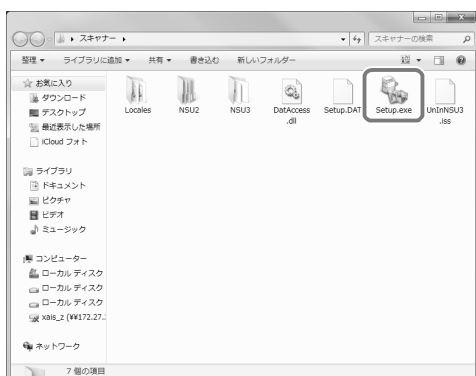 スキャナー
スキャナーの検索
整理 ライブラリに追加 共有 書き込む 新しいフォルダー
お気に入り
ダウンロード
デスクトップ
最近表示した場所
iCloud フォト
ライブラリ
ドキュメント
ピクチャ
ビデオ
ミュージック
コンピューター
ローカル ディスク
ローカル ディスク
ローカル ディスク
xais_z (¥¥172.27.
ネットワーク
Locales
NSU2
NSU3
DatAccess
.dll
Setup.DAT
Setup.exe
UnInNSU3
.iss
7 個の項目